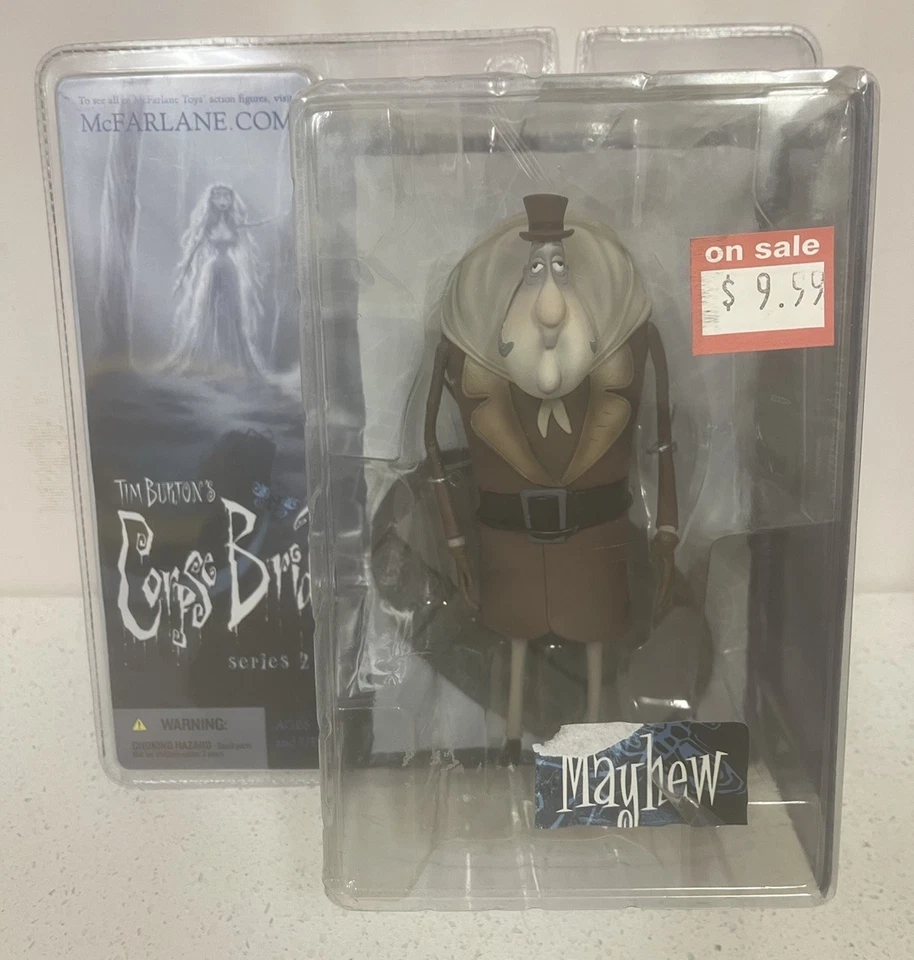 To see all of McFarlane Toys' action figures, visit
McFARLANE.COM
on sale
$ 9.99
TIM BURTON'S
Corpse Bri
series 2
WARNING:
CHOKING HAZARD
AGES
Mayhew